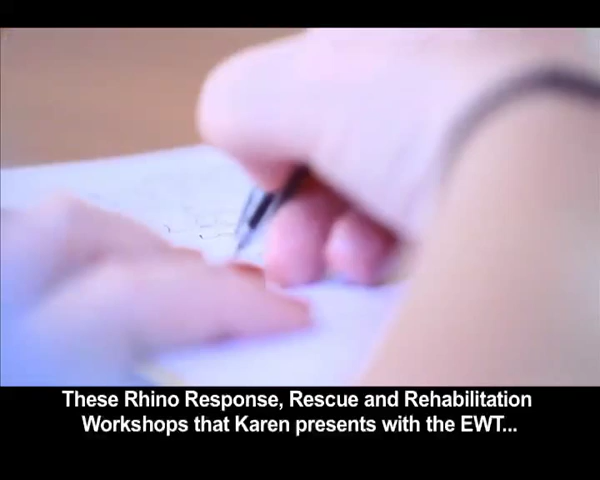 These Rhino Response, Rescue and Rehabilitation
Workshops that Karen presents with the EWT...